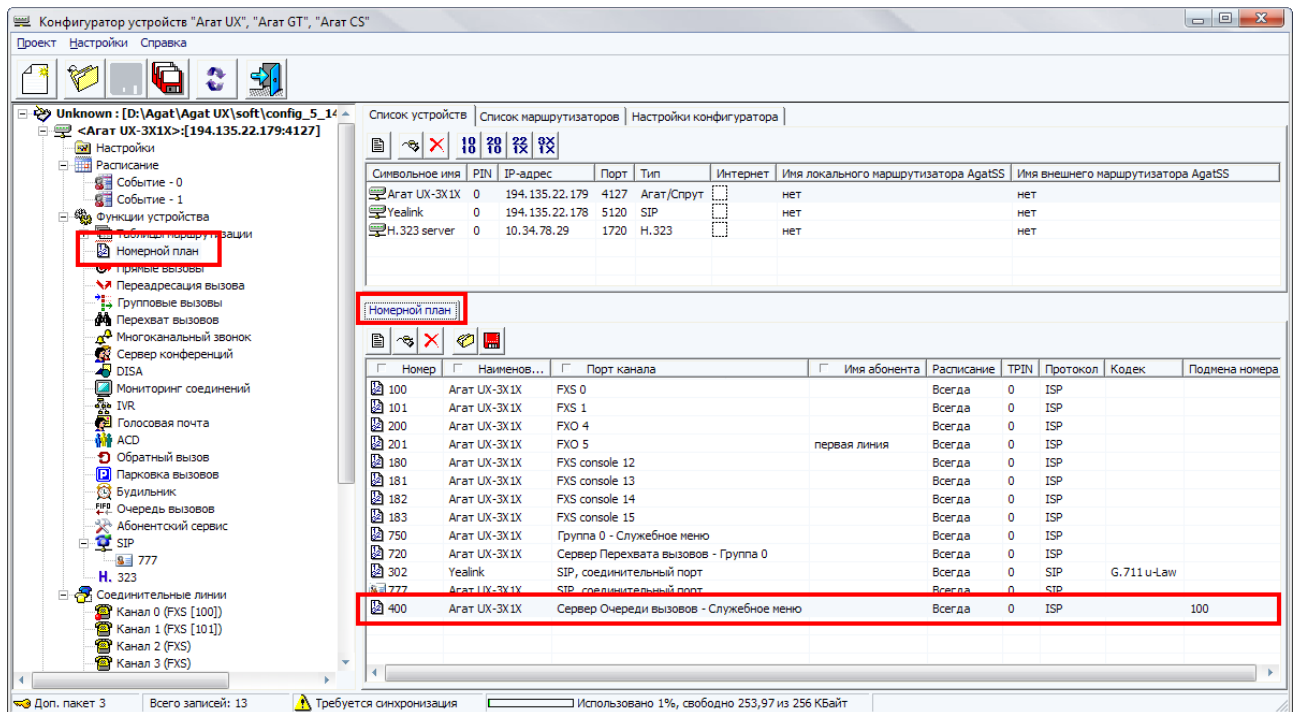 Конфигуратор устройств "Агат UX", "Агат GT", "Агат CS"
Проект Настройки Справка
Unknown : [D:\Agat\Agat UX\soft\config_5_14
<Агат UX-3X1X>:[194.135.22.179:4127]
Настройки
Расписание
Событие - 0
Событие - 1
Функции устройства
Таблицы маршрутизации
Номерной план
Прямые вызовы
Переадресация вызова
Групповые вызовы
Перехват вызовов
Многоканальный звонок
Сервер конференций
DISA
Мониторинг соединений
IVR
Голосовая почта
ACD
Обратный вызов
Парковка вызовов
Будильник
Очередь вызовов
Абонентский сервис
SIP
777
H. 323
Соединительные линии
Канал 0 (FXS [100])
Канал 1 (FXS [101])
Канал 2 (FXS)
Канал 3 (FXS)
Список устройств Список маршрутизаторов Настройки конфигуратора
Символьное имя PIN IP-адрес Порт Тип Интернет Имя локального маршрутизатора AgatSS Имя внешнего маршрутизатора AgatSS
Агат UX-3X1X 0 194.135.22.179 4127 Агат/Спрут нет нет
Yealink 0 194.135.22.178 5120 SIP нет нет
H.323 server 0 10.34.78.29 1720 H.323 нет нет
Номерной план
Номер Наименов... Порт канала Имя абонента Расписание TPIN Протокол Кодек Подмена номера
100 Агат UX-3X1X FXS 0 Всегда 0 ISP
101 Агат UX-3X1X FXS 1 Всегда 0 ISP
200 Агат UX-3X1X FXO 4 Всегда 0 ISP
201 Агат UX-3X1X FXO 5 первая линия Всегда 0 ISP
180 Агат UX-3X1X FXS console 12 Всегда 0 ISP
181 Агат UX-3X1X FXS console 13 Всегда 0 ISP
182 Агат UX-3X1X FXS console 14 Всегда 0 ISP
183 Агат UX-3X1X FXS console 15 Всегда 0 ISP
750 Агат UX-3X1X Группа 0 - Служебное меню Всегда 0 ISP
720 Агат UX-3X1X Сервер Перехвата вызовов - Группа 0 Всегда 0 ISP
302 Yealink SIP, соединительный порт Всегда 0 SIP G.711 u-Law
777 Агат UX-3X1X SIP, соединительный порт Всегда 0 SIP
400 Агат UX-3X1X Сервер Очереди вызовов - Служебное меню Всегда 0 ISP 100
Доп. пакет 3 Всего записей: 13 Требуется синхронизация Использовано 1%, свободно 253,97 из 256 КБайт